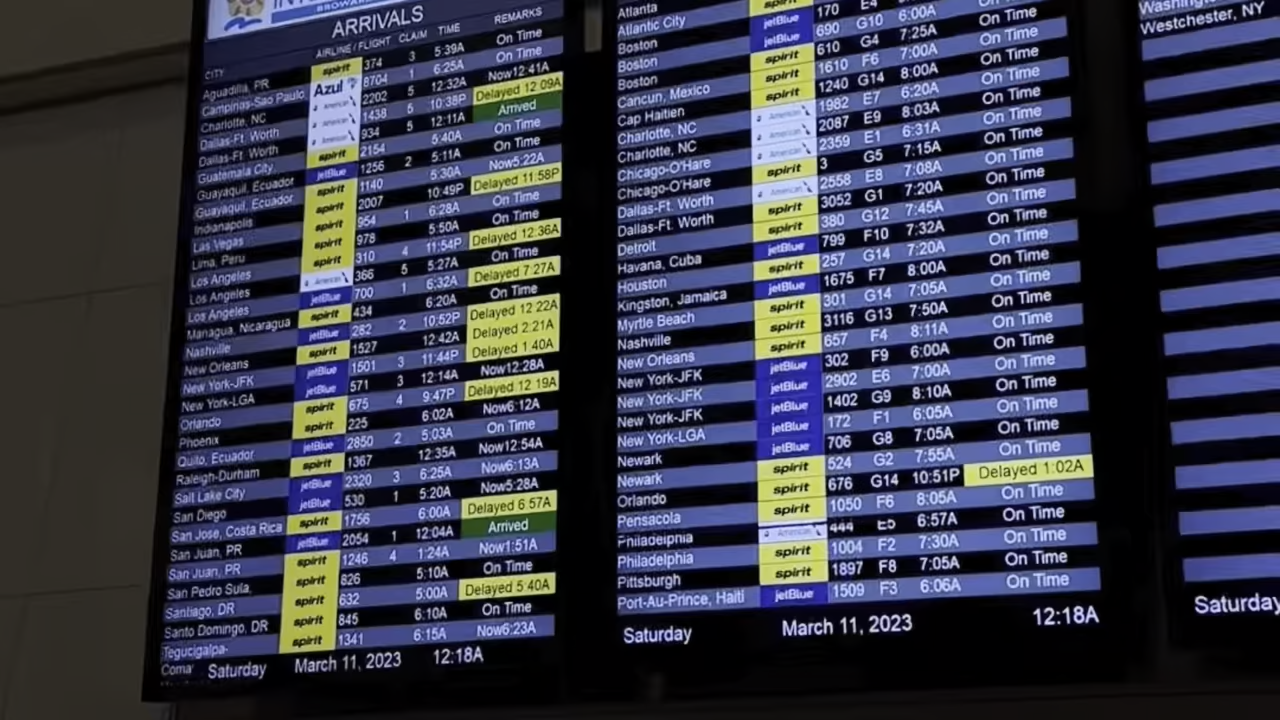 ARRIVALS
CITY AIRLINE / FLIGHT CLAIM TIME REMARKS
Aguadilla, PR spirit 374 3 5:39A On Time
Campinas-Sao Paulo Azul 8704 1 6:25A On Time
Charlotte, NC American 2202 5 12:32A Now12:41A
Dallas-Ft. Worth American 1438 5 10:38P Delayed 12:09A
Dallas-Ft. Worth American 934 5 12:11A Arrived
Guatemala City spirit 2154 5:40A On Time
Guayaquil, Ecuador jetBlue 1256 2 5:11A On Time
Guayaquil, Ecuador spirit 1140 5:30A Now5:22A
Indianapolis spirit 2007 10:49P Delayed 11:58P
Las Vegas spirit 954 1 6:28A On Time
Lima, Peru spirit 978 5:50A On Time
Los Angeles spirit 310 4 11:54P Delayed 12:36A
Los Angeles American 366 5 5:27A On Time
Los Angeles jetBlue 700 1 6:32A Delayed 7:27A
Managua, Nicaragua spirit 434 6:20A On Time
Nashville jetBlue 282 2 10:52P Delayed 12:22A
New Orleans spirit 1527 12:42A Delayed 2:21A
New York-JFK jetBlue 1501 3 11:44P Delayed 1:40A
New York-LGA jetBlue 571 3 12:14A Now12:28A
Orlando spirit 675 4 9:47P Delayed 12:19A
Phoenix spirit 225 6:02A Now6:12A
Quito, Ecuador jetBlue 2850 2 5:03A On Time
Raleigh-Durham spirit 1367 12:35A Now12:54A
Salt Lake City jetBlue 2320 3 6:25A Now6:13A
San Diego jetBlue 530 1 5:20A Now5:28A
San Jose, Costa Rica spirit 1756 6:00A Delayed 6:57A
San Juan, PR jetBlue 2054 1 12:04A Arrived
San Juan, PR spirit 1246 4 1:24A Now1:51A
San Pedro Sula, spirit 826 5:10A On Time
Santiago, DR spirit 632 5:00A Delayed 5:40A
Santo Domingo, DR spirit 845 6:10A On Time
Tegucigalpa- spirit 1341 6:15A Now6:23A
Coma
Saturday March 11, 2023 12:18A
Atlanta
Atlantic City spirit
Boston jetBlue 170 E4
Boston jetBlue 690 G10 6:00A On Time
Boston spirit 610 G4 7:25A On Time
Cancun, Mexico spirit 1610 F6 7:00A On Time
Cap Haitien spirit 1240 G14 8:00A On Time
Charlotte, NC American 1982 E7 6:20A On Time
Charlotte, NC American 2087 E9 8:03A On Time
Chicago-O'Hare American 2359 E1 6:31A On Time
Chicago-O'Hare spirit 3 G5 7:15A On Time
Dallas-Ft. Worth American 2558 E8 7:08A On Time
Dallas-Ft. Worth spirit 3052 G1 7:20A On Time
Detroit spirit 380 G12 7:45A On Time
Havana, Cuba jetBlue 799 F10 7:32A On Time
Houston spirit 257 G14 7:20A On Time
Kingston, Jamaica jetBlue 1675 F7 8:00A On Time
Myrtle Beach spirit 301 G14 7:05A On Time
Nashville spirit 3116 G13 7:50A On Time
New Orleans spirit 657 F4 8:11A On Time
New York-JFK jetBlue 302 F9 6:00A On Time
New York-JFK jetBlue 2902 E6 7:00A On Time
New York-JFK jetBlue 1402 G9 8:10A On Time
New York-LGA jetBlue 172 F1 6:05A On Time
Newark jetBlue 706 G8 7:05A On Time
Newark spirit 524 G2 7:55A On Time
Orlando spirit 676 G14 10:51P Delayed 1:02A
Pensacola spirit 1050 F6 8:05A On Time
Philadelphia American 444 E5 6:57A On Time
Philadelphia spirit 1004 F2 7:30A On Time
Pittsburgh spirit 1897 F8 7:05A On Time
Port-Au-Prince, Haiti jetBlue 1509 F3 6:06A On Time
Saturday March 11, 2023 12:18A
Westchester, NY
Saturday